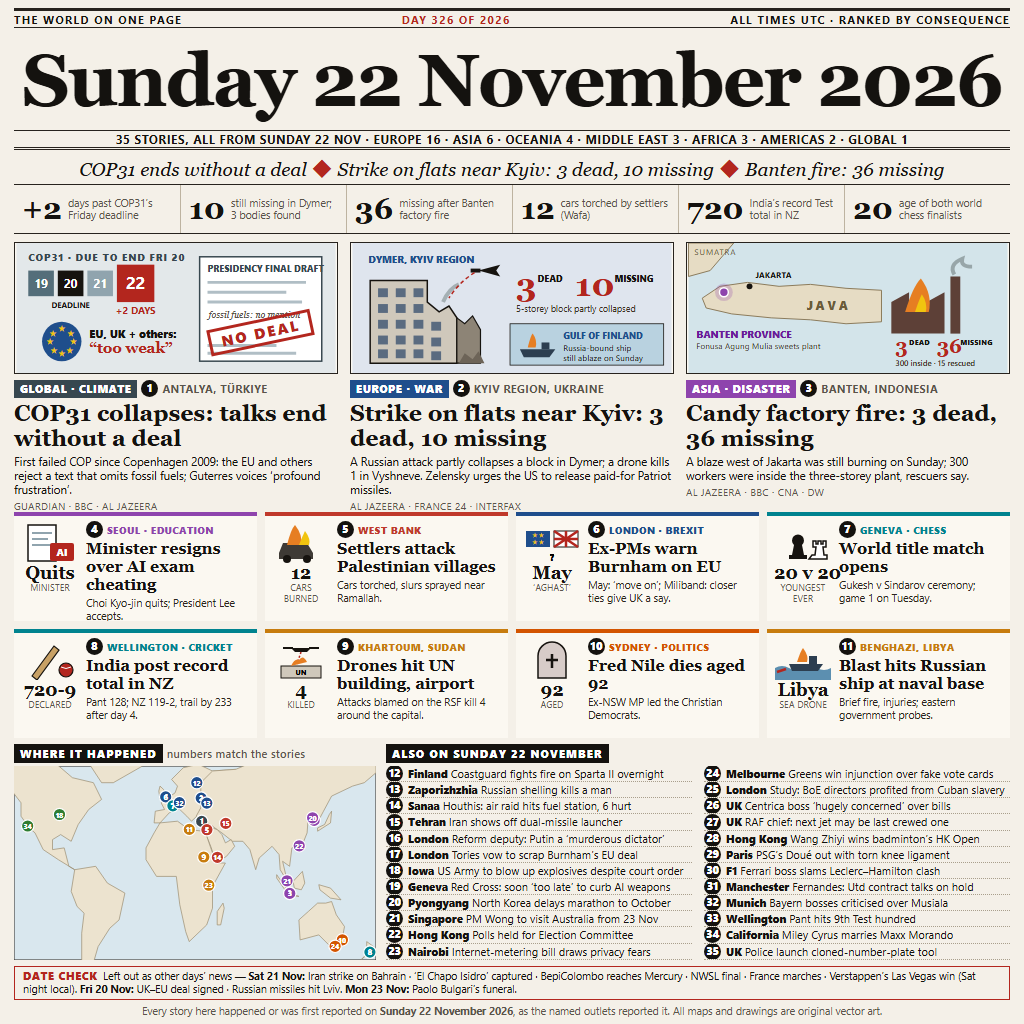 THE WORLD ON ONE PAGE
DAY 326 OF 2026
ALL TIMES UTC · RANKED BY CONSEQUENCE
Sunday 22 November 2026
35 STORIES, ALL FROM SUNDAY 22 NOV · EUROPE 16 · ASIA 6 · OCEANIA 4 · MIDDLE EAST 3 · AFRICA 3 · AMERICAS 2 · GLOBAL 1
COP31 ends without a deal ◆ Strike on flats near Kyiv: 3 dead, 10 missing ◆ Banten fire: 36 missing
+2 days past COP31's
Friday deadline
10 still missing in Dymer;
3 bodies found
36 missing after Banten
factory fire
12 cars torched by settlers
(Wafa)
720 India's record Test
total in NZ
20 age of both world
chess finalists
COP31 · DUE TO END FRI 20
19 20 21 22
DEADLINE
+2 DAYS
EU, UK + others:
“too weak”
PRESIDENCY FINAL DRAFT
fossil fuels: no mention
NO DEAL
GLOBAL · CLIMATE 1 ANTALYA, TÜRKIYE
COP31 collapses: talks end
without a deal
First failed COP since Copenhagen 2009: the EU and others
reject a text that omits fossil fuels; Guterres voices ‘profound
frustration’.
GUARDIAN · BBC · AL JAZEERA
DYMER, KYIV REGION
3 DEAD 10 MISSING
5-storey block partly collapsed
GULF OF FINLAND
Russia-bound ship
still ablaze on Sunday
EUROPE · WAR 2 KYIV REGION, UKRAINE
Strike on flats near Kyiv: 3
dead, 10 missing
A Russian attack partly collapses a block in Dymer; a drone kills
1 in Vyshneve. Zelensky urges the US to release paid-for Patriot
missiles.
AL JAZEERA · FRANCE 24 · INTERFAX
SUMATRA
JAKARTA
JAVA
BANTEN PROVINCE
Fonusa Agung Mulia sweets plant
3 DEAD 36 MISSING
300 inside · 15 rescued
ASIA · DISASTER 3 BANTEN, INDONESIA
Candy factory fire: 3 dead,
36 missing
A blaze west of Jakarta was still burning on Sunday; 300
workers were inside the three-storey plant, rescuers say.
AL JAZEERA · BBC · CNA · DW
AI
Quits
MINISTER
4 SEOUL · EDUCATION
Minister resigns
over AI exam
cheating
Choi Kyo-jin quits; President Lee
accepts.
12
CARS
BURNED
5 WEST BANK
Settlers attack
Palestinian villages
Cars torched, slurs sprayed near
Ramallah.
?
May
‘AGHAST’
6 LONDON · BREXIT
Ex-PMs warn
Burnham on EU
May: ‘move on’; Miliband: closer
ties give UK a say.
20 v 20
YOUNGEST
EVER
7 GENEVA · CHESS
World title match
opens
Gukesh v Sindarov ceremony;
game 1 on Tuesday.
720-9
DECLARED
8 WELLINGTON · CRICKET
India post record
total in NZ
Pant 128; NZ 119-2, trail by 233
after day 4.
UN
4
KILLED
9 KHARTOUM, SUDAN
Drones hit UN
building, airport
Attacks blamed on the RSF kill 4
around the capital.
92
AGED
10 SYDNEY · POLITICS
Fred Nile dies aged
92
Ex-NSW MP led the Christian
Democrats.
Libya
SEA DRONE
11 BENGHAZI, LIBYA
Blast hits Russian
ship at naval base
Brief fire, injuries; eastern
government probes.
WHERE IT HAPPENED numbers match the stories
12
6
32
13
34
18
11
1
5
15
20
22
9
14
23
21
3
24
10
8
ALSO ON SUNDAY 22 NOVEMBER
12 Finland Coastguard fights fire on Sparta II overnight
13 Zaporizhzhia Russian shelling kills a man
14 Sanaa Houthis: air raid hits fuel station, 6 hurt
15 Tehran Iran shows off dual-missile launcher
16 London Reform deputy: Putin a ‘murderous dictator’
17 London Tories vow to scrap Burnham's EU deal
18 Iowa US Army to blow up explosives despite court order
19 Geneva Red Cross: soon ‘too late’ to curb AI weapons
20 Pyongyang North Korea delays marathon to October
21 Singapore PM Wong to visit Australia from 23 Nov
22 Hong Kong Polls held for Election Committee
23 Nairobi Internet-metering bill draws privacy fears
24 Melbourne Greens win injunction over fake vote cards
25 London Study: BoE directors profited from Cuban slavery
26 UK Centrica boss ‘hugely concerned’ over bills
27 UK RAF chief: next jet may be last crewed one
28 Hong Kong Wang Zhiyi wins badminton's HK Open
29 Paris PSG's Doué out with torn knee ligament
30 F1 Ferrari boss slams Leclerc–Hamilton clash
31 Manchester Fernandes: Utd contract talks on hold
32 Munich Bayern bosses criticised over Musiala
33 Wellington Pant hits 9th Test hundred
34 California Miley Cyrus marries Maxx Morando
35 UK Police launch cloned-number-plate tool
DATE CHECK Left out as other days' news — Sat 21 Nov: Iran strike on Bahrain · ‘El Chapo Isidro’ captured · BepiColombo reaches Mercury · NWSL final · France marches · Verstappen's Las Vegas win (Sat
night local). Fri 20 Nov: UK–EU deal signed · Russian missiles hit Lviv. Mon 23 Nov: Paolo Bulgari's funeral.
Every story here happened or was first reported on Sunday 22 November 2026, as the named outlets reported it. All maps and drawings are original vector art.